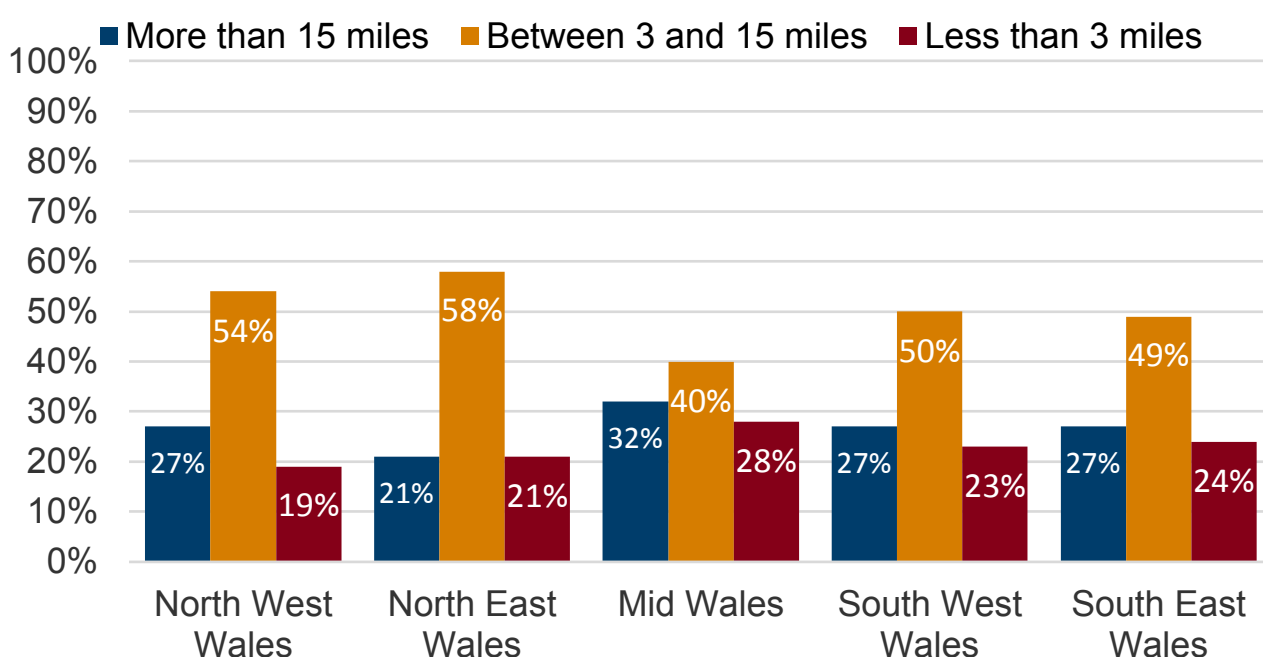 More than 15 miles Between 3 and 15 miles Less than 3 miles
100%
90%
80%
70%
60%
50%
40%
30%
20%
10%
0%
27% 54% 19%
21% 58% 21%
32% 40% 28%
27% 50% 23%
27% 49% 24%
North West
Wales
North East
Wales
Mid Wales
South West
Wales
South East
Wales